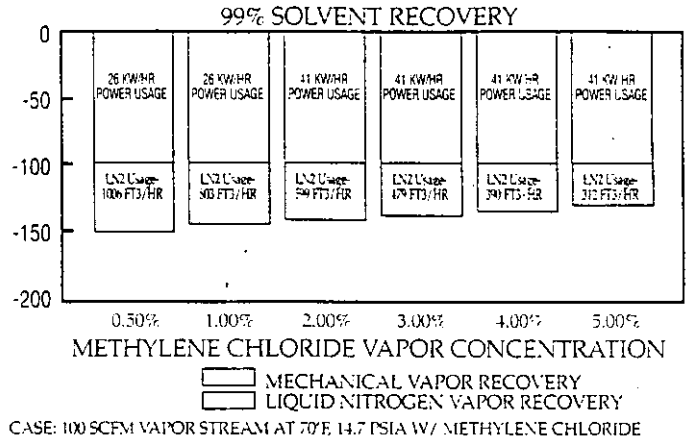 99% SOLVENT RECOVERY
0
-50
-100
-150
-200
26 KW/HR
POWER USAGE
26 KW/HR
POWER USAGE
41 KW/HR
POWER USAGE
41 KW/HR
POWER USAGE
41 KW/HR
POWER USAGE
41 KW HR
POWER USAGE
LN2 Usage-
1006 FT3/HR
LN2 Usage-
FT3/HR
LN2 Usage-
FT3/HR
LN2 Usage-
479 FT3/HR
LN2 Usage-
390 FT3/HR
LN2 Usage-
312 FT3/HR
0.50% 1.00% 2.00% 3.00% 4.00% 5.00%
METHYLENE CHLORIDE VAPOR CONCENTRATION
MECHANICAL VAPOR RECOVERY
LIQUID NITROGEN VAPOR RECOVERY
CASE: 100 SCFM VAPOR STREAM AT 70°F, 14.7 PSIA W/ METHYLENE CHLORIDE